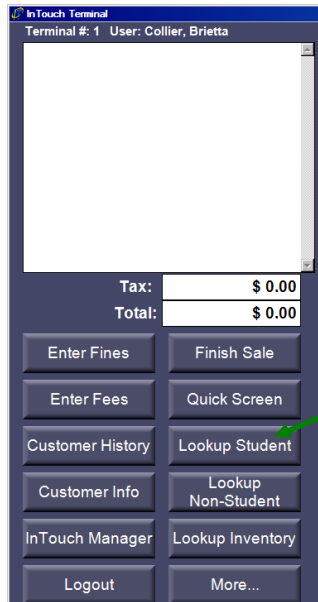 InTouch Terminal
Terminal #: 1 User: Collier, Brietta
Tax: $ 0.00
Total: $ 0.00
Enter Fines Finish Sale
Enter Fees Quick Screen
Customer History Lookup Student
Customer Info Lookup
Non-Student
InTouch Manager Lookup Inventory
Logout More...